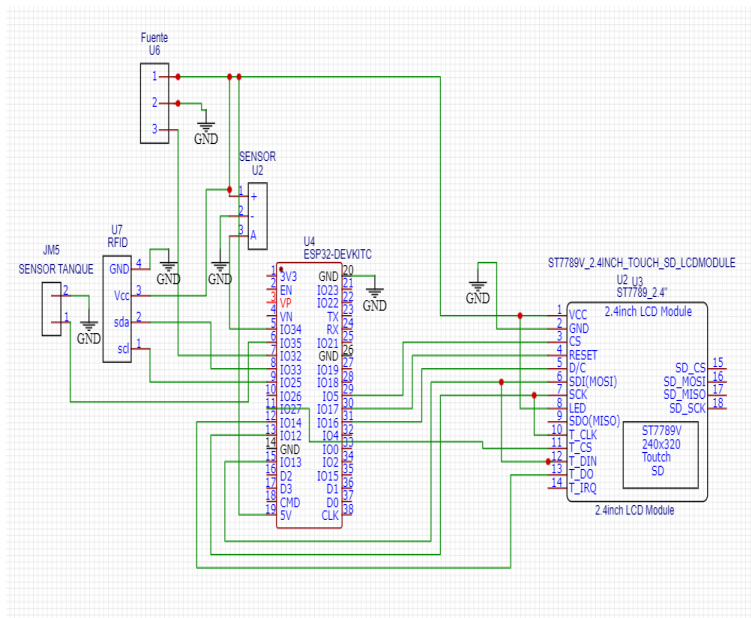 Fuente
U6
1
2
3
GND
SENSOR
U2
1 +
2 -
3 A
GND
U7
RFID
GND 4
Vcc 3
sda 2
scl 1
GND
JM5
SENSOR TANQUE
2
1
GND
U4
ESP32-DEVKITC
1 3V3
2 EN
3 VP
4 VN
5 IO34
6 IO35
7 IO32
8 IO33
9 IO25
10 IO26
11 IO27
12 IO14
13 IO12
14 GND
15 IO13
16 D2
17 D3
18 CMD
19 5V
GND 20
IO23 21
IO22 22
TX 23
RX 24
IO21 25
GND 26
IO19 27
IO18 28
IO5 29
IO17 30
IO16 31
IO4 32
IO0 33
IO2 34
IO15 35
D1 36
D0 37
CLK 38
GND
GND
ST7789V_2.4INCH_TOUCH_SD_LCDMODULE
U2 U3
ST7789_2.4"
2.4inch LCD Module
1 VCC
2 GND
3 CS
4 RESET
5 D/C
6 SDI(MOSI)
7 SCK
8 LED
9 SDO(MISO)
10 T_CLK
11 T_CS
12 T_DIN
13 T_DO
14 T_IRQ
SD_CS 15
SD_MOSI 16
SD_MISO 17
SD_SCK 18
ST7789V
240x320
Toutch
SD
2.4inch LCD Module